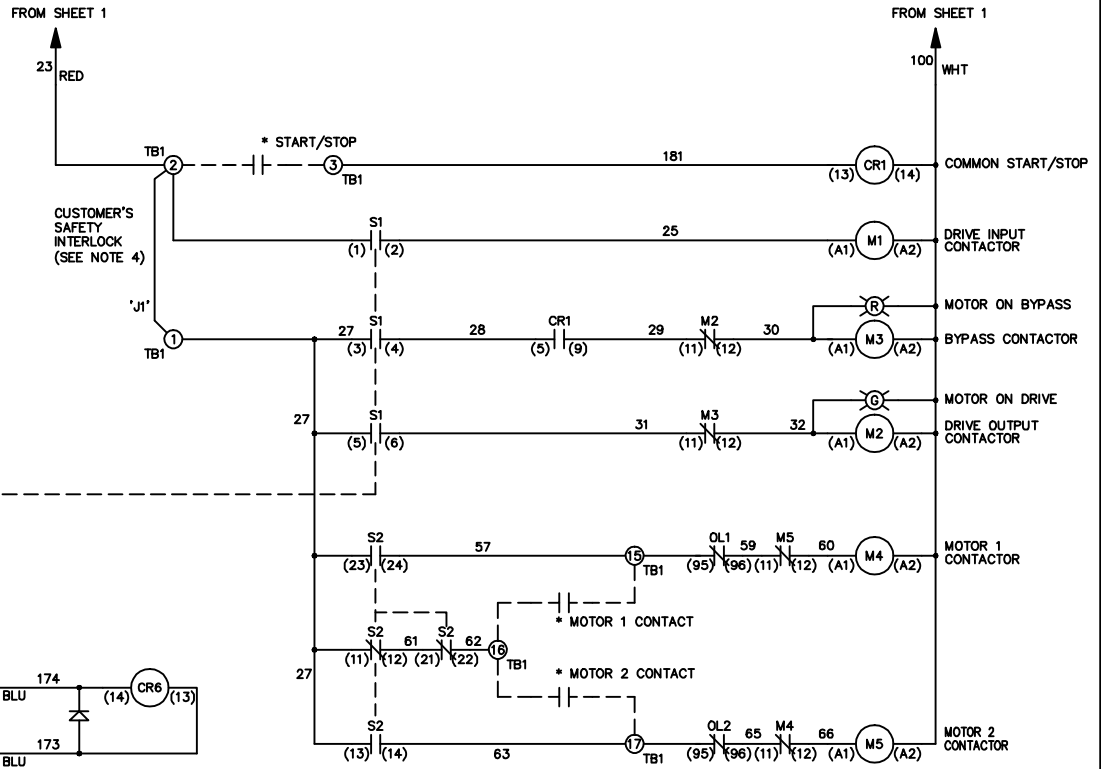 FROM SHEET 1
FROM SHEET 1
23
RED
100
WHT
* START/STOP
TB1
2
3
TB1
181
CR1
(13)
(14)
COMMON START/STOP
CUSTOMER'S
SAFETY
INTERLOCK
(SEE NOTE 4)
S1
(1)
(2)
25
M1
(A1)
(A2)
DRIVE INPUT
CONTACTOR
'J1'
R
MOTOR ON BYPASS
TB1
1
27
S1
(3)
(4)
28
CR1
(5)
(9)
29
M2
(11)
(12)
30
M3
(A1)
(A2)
BYPASS CONTACTOR
G
MOTOR ON DRIVE
27
S1
(5)
(6)
31
M3
(11)
(12)
32
M2
(A1)
(A2)
DRIVE OUTPUT
CONTACTOR
S2
(23)
(24)
57
15
TB1
OL1
(95)
(96)
59
M5
(11)
(12)
60
M4
(A1)
(A2)
MOTOR 1
CONTACTOR
* MOTOR 1 CONTACT
S2
(11)
(12)
61
S2
(21)
(22)
62
16
TB1
27
* MOTOR 2 CONTACT
S2
(13)
(14)
63
17
TB1
OL2
(95)
(96)
65
M4
(11)
(12)
66
M5
(A1)
(A2)
MOTOR 2
CONTACTOR
174
BLU
(14)
CR6
(13)
173
BLU